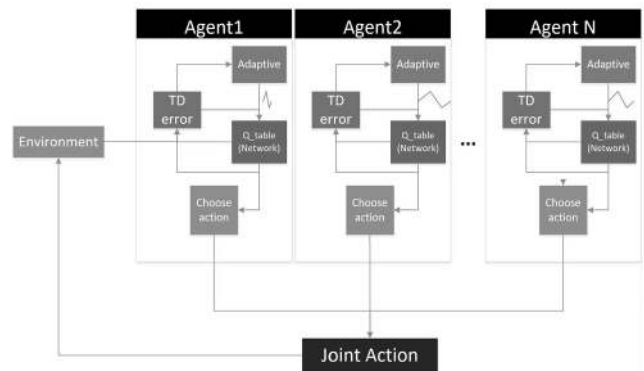 Agent1
Agent2
Agent N
Adaptive
Adaptive
Adaptive
TD
error
TD
error
TD
error
Environment
Q_table
(Network)
Q_table
(Network)
...
Q_table
(Network)
Choose
action
Choose
action
Choose
action
Joint Action